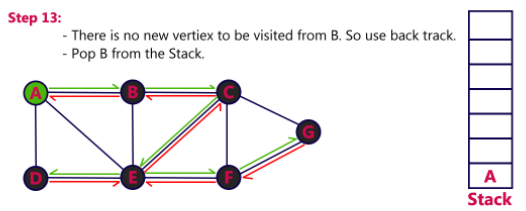 Step 13:
- There is no new vertiex to be visited from B. So use back track.
- Pop B from the Stack.
A
B
C
G
D
E
F
A
Stack